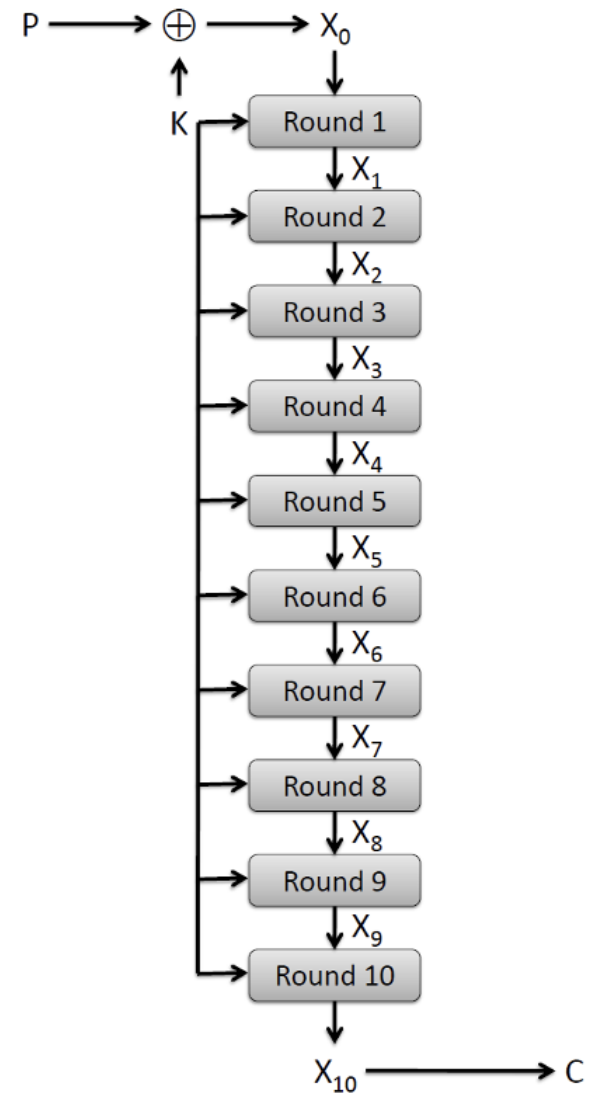 P ⊕ X₀
K Round 1
X₁
Round 2
X₂
Round 3
X₃
Round 4
X₄
Round 5
X₅
Round 6
X₆
Round 7
X₇
Round 8
X₈
Round 9
X₉
Round 10
X₁₀ C